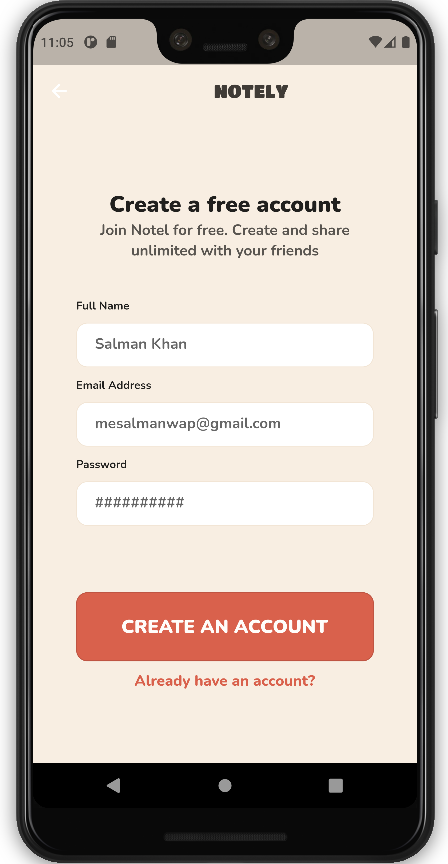 11:05
NOTELY
Create a free account
Join Notel for free. Create and share
unlimited with your friends
Full Name
Salman Khan
Email Address
mesalmanwap@gmail.com
Password
##########
CREATE AN ACCOUNT
Already have an account?